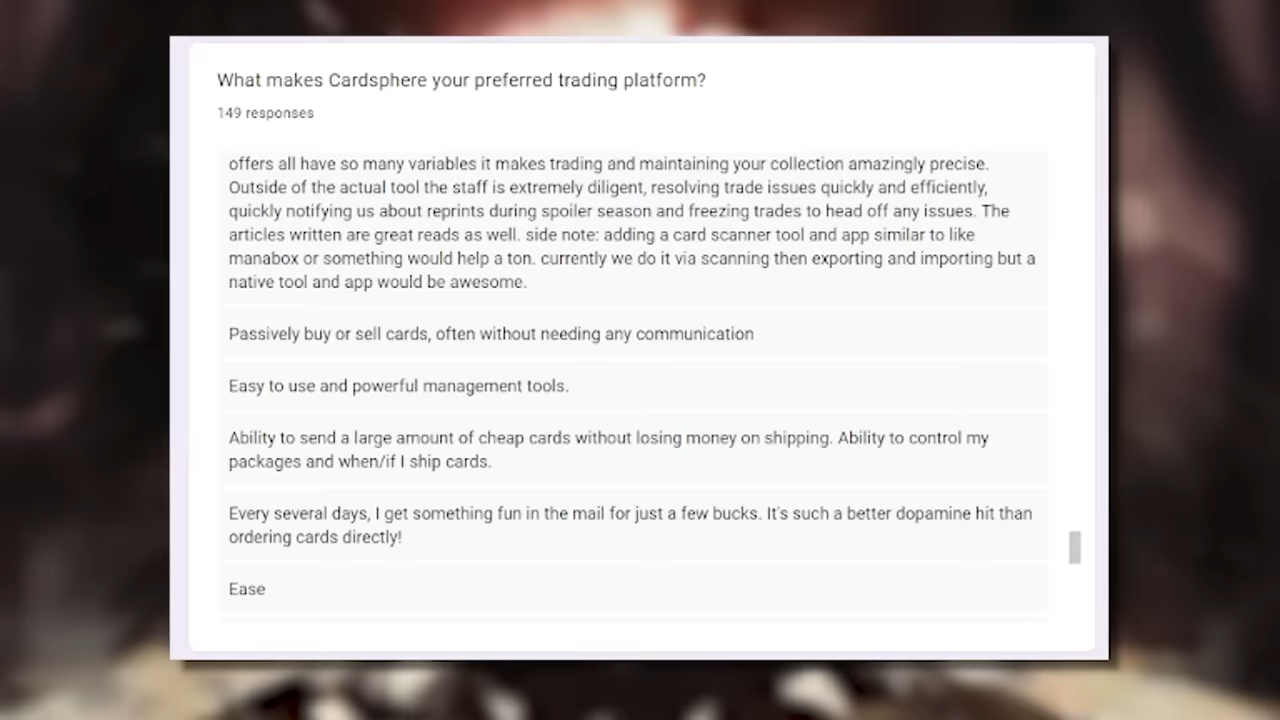 What makes Cardsphere your preferred trading platform?
149 responses
offers all have so many variables it makes trading and maintaining your collection amazingly precise.
Outside of the actual tool the staff is extremely diligent, resolving trade issues quickly and efficiently,
quickly notifying us about reprints during spoiler season and freezing trades to head off any issues. The
articles written are great reads as well. side note: adding a card scanner tool and app similar to like
manabox or something would help a ton. currently we do it via scanning then exporting and importing but a
native tool and app would be awesome.
Passively buy or sell cards, often without needing any communication
Easy to use and powerful management tools.
Ability to send a large amount of cheap cards without losing money on shipping. Ability to control my
packages and when/if I ship cards.
Every several days, I get something fun in the mail for just a few bucks. It's such a better dopamine hit than
ordering cards directly!
Ease